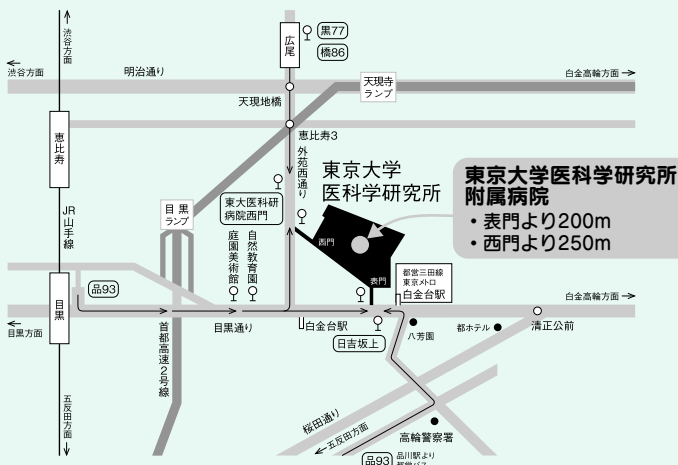 渋谷方面
渋谷方面
明治通り
広尾
黒77
橋86
天現寺
ランプ
白金高輪方面
天現地橋
恵比寿3
恵比寿
外苑西通り
東京大学
医科学研究所
東京大学医科学研究所
附属病院
・表門より200m
・西門より250m
目黒
ランプ
東大医科研
病院西門
JR山手線
庭園美術館
自然教育園
西門
表門
都営三田線
東京メトロ
白金台駅
品93
目黒
白金高輪方面
目黒方面
首都高速2号線
目黒通り
白金台駅
日吉坂上
八芳園
都ホテル
清正公前
五反田方面
桜田通り
五反田方面
高輪警察署
品93
品川駅より
都営バス